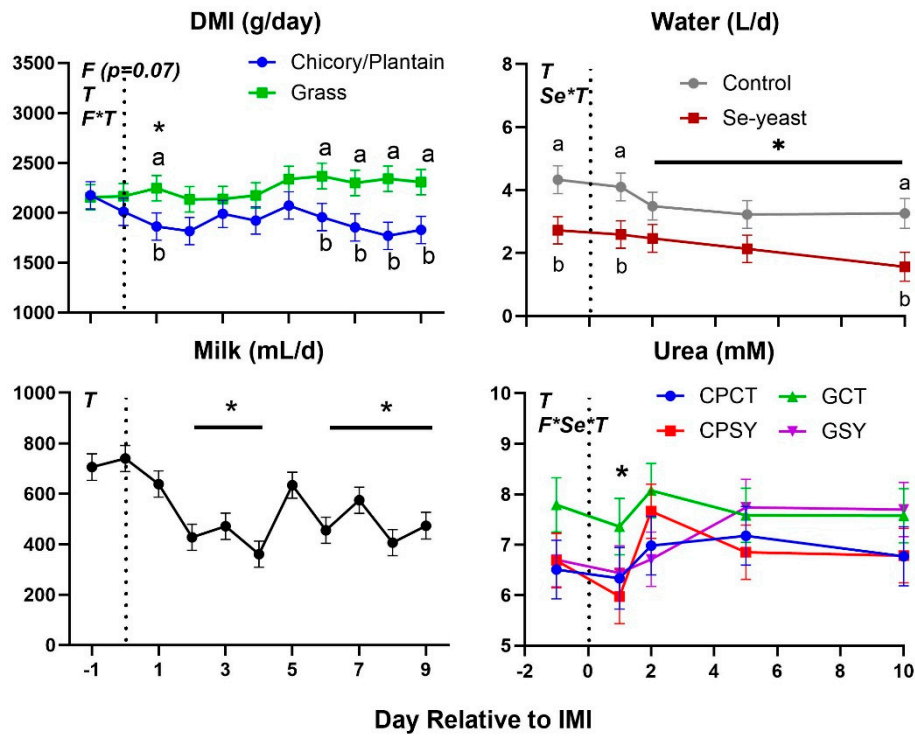 DMI (g/day)
F (p=0.07)
T
F*T
Chicory/Plantain
Grass
3500
3000
2500
2000
1500
1000
*
a
a a a a
b
b b b b
Water (L/d)
T
Se*T
Control
Se-yeast
8
6
4
2
0
a
a
*
a
b
b
b
Milk (mL/d)
T
1000
800
600
400
200
0
*
*
-1 1 3 5 7 9
Urea (mM)
T
F*Se*T
CPCT
GCT
CPSY
GSY
10
9
8
7
6
5
*
-2 0 2 4 6 8 10
Day Relative to IMI